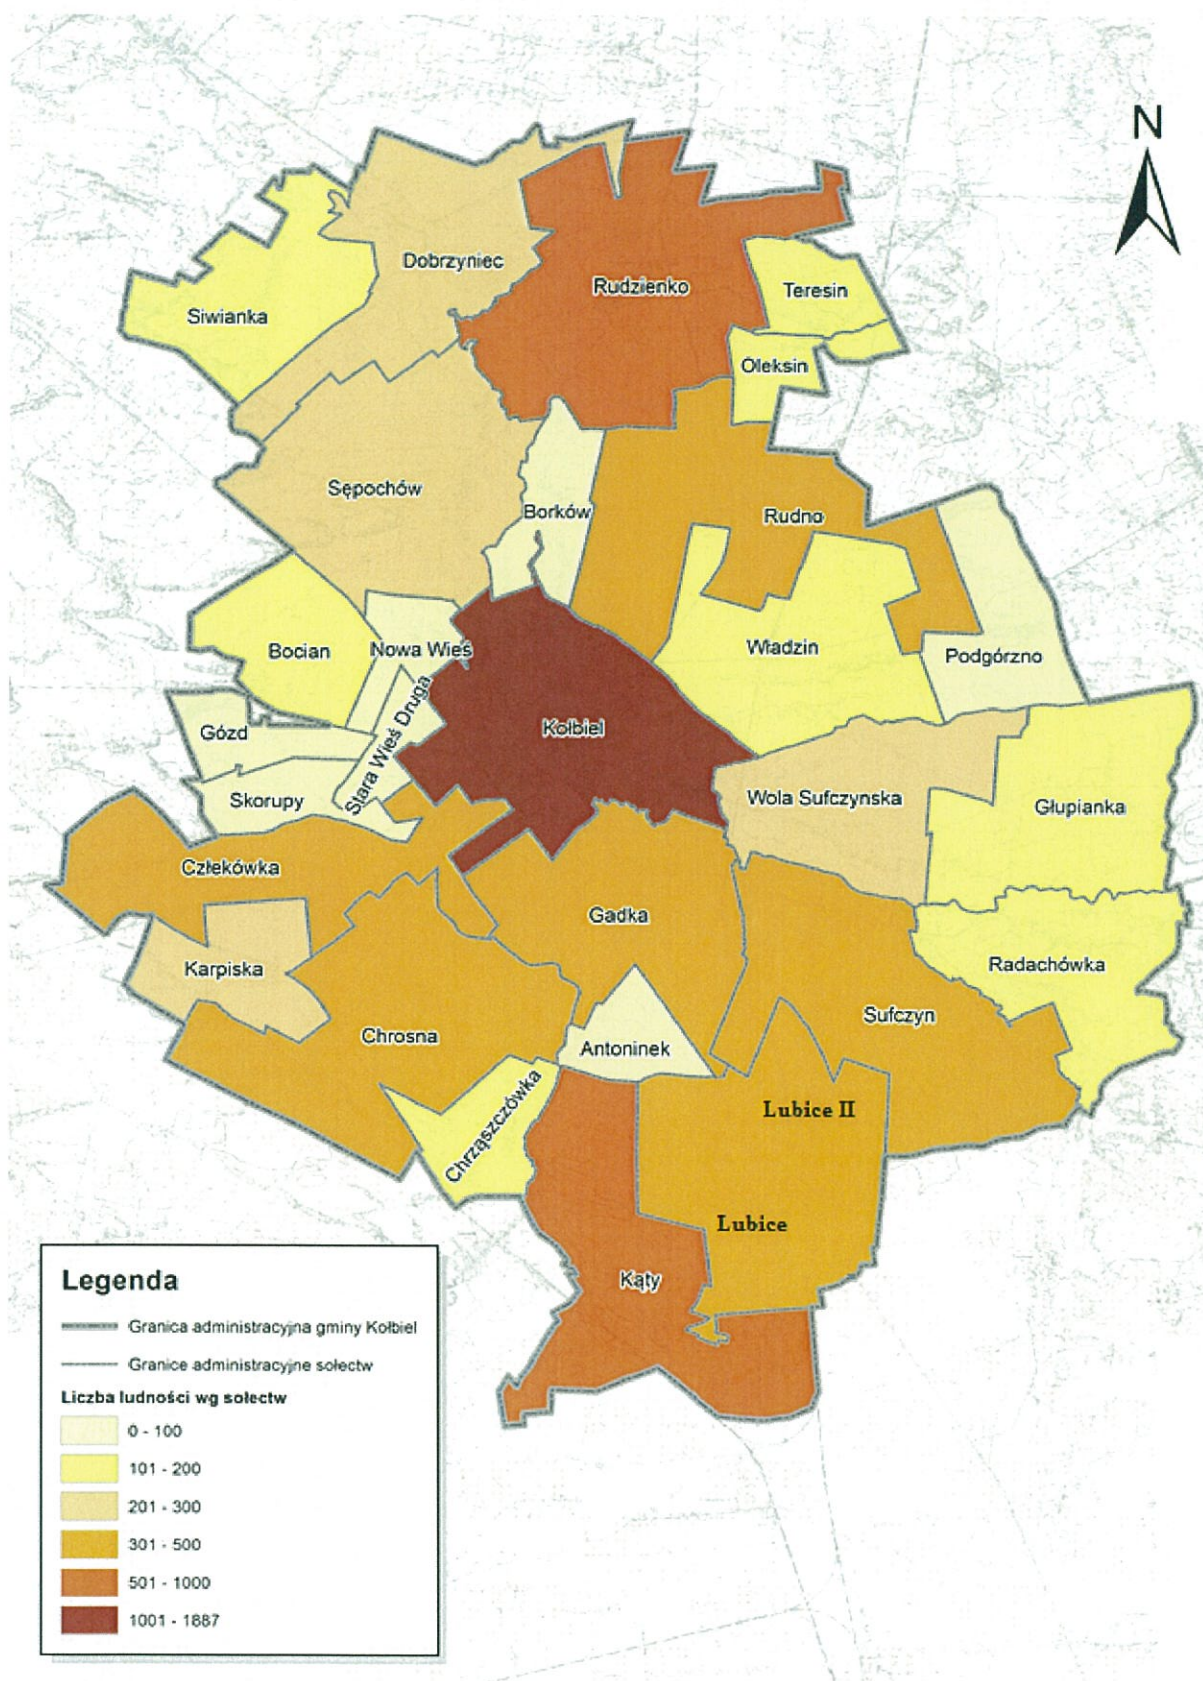 N
Dobrzyniec
Rudzienko
Teresin
Siwianka
Oleksin
Sępochów
Borków
Rudno
Bocian
Nowa Wieś
Władzin
Podgórzno
Gózd
Stara Wieś Druga
Kołbiel
Skorupy
Wola Sufczynska
Głupianka
Człekówka
Gadka
Karpiska
Radachówka
Chrosna
Sufczyn
Antoninek
Chrząszczówka
Lubice II
Lubice
Kąty
Legenda
Granica administracyjna gminy Kołbiel
Granice administracyjne sołectw
Liczba ludności wg sołectw
0 - 100
101 - 200
201 - 300
301 - 500
501 - 1000
1001 - 1887